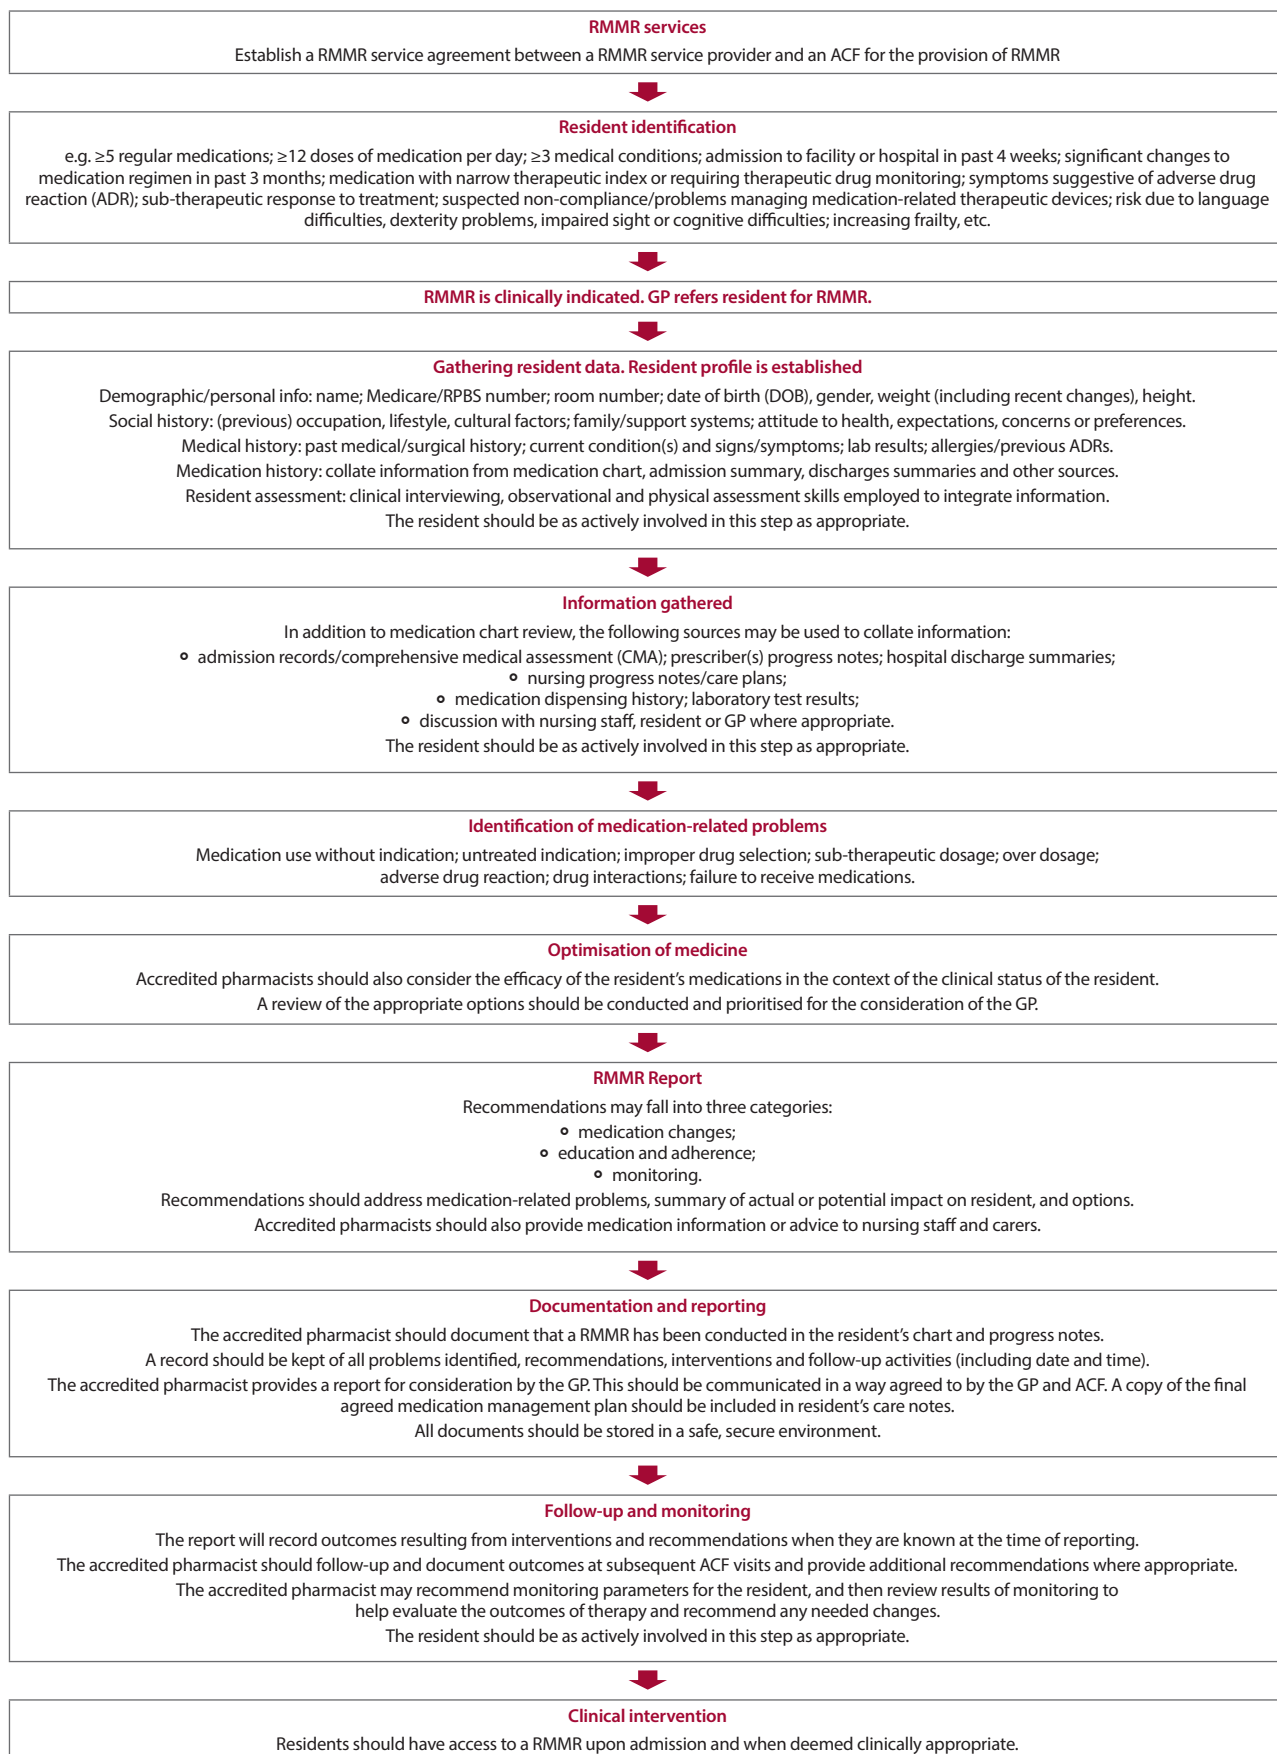 RMMR services
Establish a RMMR service agreement between a RMMR service provider and an ACF for the provision of RMMR
Resident identification
e.g. ≥5 regular medications; ≥12 doses of medication per day; ≥3 medical conditions; admission to facility or hospital in past 4 weeks; significant changes to
medication regimen in past 3 months; medication with narrow therapeutic index or requiring therapeutic drug monitoring; symptoms suggestive of adverse drug
reaction (ADR); sub-therapeutic response to treatment; suspected non-compliance/problems managing medication-related therapeutic devices; risk due to language
difficulties, dexterity problems, impaired sight or cognitive difficulties; increasing frailty, etc.
RMMR is clinically indicated. GP refers resident for RMMR.
Gathering resident data. Resident profile is established
Demographic/personal info: name; Medicare/RPBS number; room number; date of birth (DOB), gender, weight (including recent changes), height.
Social history: (previous) occupation, lifestyle, cultural factors; family/support systems; attitude to health, expectations, concerns or preferences.
Medical history: past medical/surgical history; current condition(s) and signs/symptoms; lab results; allergies/previous ADRs.
Medication history: collate information from medication chart, admission summary, discharges summaries and other sources.
Resident assessment: clinical interviewing, observational and physical assessment skills employed to integrate information.
The resident should be as actively involved in this step as appropriate.
Information gathered
In addition to medication chart review, the following sources may be used to collate information:
⚬ admission records/comprehensive medical assessment (CMA); prescriber(s) progress notes; hospital discharge summaries;
⚬ nursing progress notes/care plans;
⚬ medication dispensing history; laboratory test results;
⚬ discussion with nursing staff, resident or GP where appropriate.
The resident should be as actively involved in this step as appropriate.
Identification of medication-related problems
Medication use without indication; untreated indication; improper drug selection; sub-therapeutic dosage; over dosage;
adverse drug reaction; drug interactions; failure to receive medications.
Optimisation of medicine
Accredited pharmacists should also consider the efficacy of the resident's medications in the context of the clinical status of the resident.
A review of the appropriate options should be conducted and prioritised for the consideration of the GP.
RMMR Report
Recommendations may fall into three categories:
⚬ medication changes;
⚬ education and adherence;
⚬ monitoring.
Recommendations should address medication-related problems, summary of actual or potential impact on resident, and options.
Accredited pharmacists should also provide medication information or advice to nursing staff and carers.
Documentation and reporting
The accredited pharmacist should document that a RMMR has been conducted in the resident's chart and progress notes.
A record should be kept of all problems identified, recommendations, interventions and follow-up activities (including date and time).
The accredited pharmacist provides a report for consideration by the GP. This should be communicated in a way agreed to by the GP and ACF. A copy of the final
agreed medication management plan should be included in resident's care notes.
All documents should be stored in a safe, secure environment.
Follow-up and monitoring
The report will record outcomes resulting from interventions and recommendations when they are known at the time of reporting.
The accredited pharmacist should follow-up and document outcomes at subsequent ACF visits and provide additional recommendations where appropriate.
The accredited pharmacist may recommend monitoring parameters for the resident, and then review results of monitoring to
help evaluate the outcomes of therapy and recommend any needed changes.
The resident should be as actively involved in this step as appropriate.
Clinical intervention
Residents should have access to a RMMR upon admission and when deemed clinically appropriate.